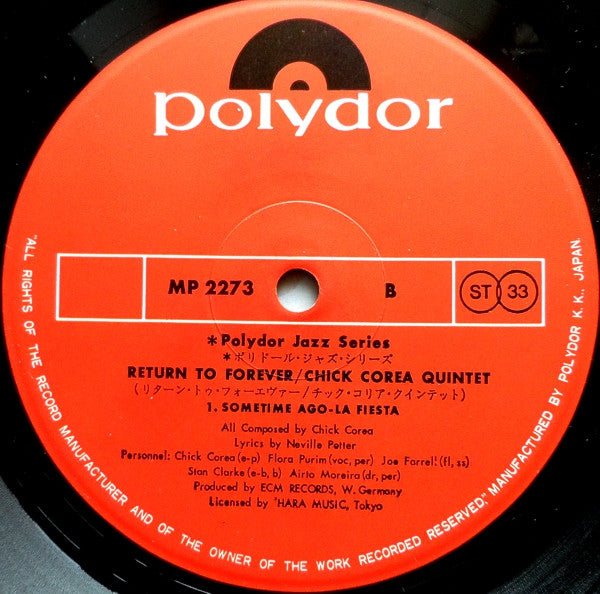 polydor
MP 2273 B ST 33
*Polydor Jazz Series
*ポリドール・ジャズ・シリーズ
RETURN TO FOREVER/CHICK COREA QUINTET
(リターン・トゥ・フォーエヴァー/チック・コリア・クインテット)
1. SOMETIME AGO-LA FIESTA
All Composed by Chick Corea
Lyrics by Neville Potter
Personnel: Chick Corea (e-p) Flora Purim (voc, per) Joe Farrell (fl, ss)
Stan Clarke (e-b, b) Airto Moreira (dr, per)
Produced by ECM RECORDS, W. Germany
Licensed by 'HARA MUSIC, Tokyo
"ALL RIGHTS OF THE RECORD MANUFACTURER AND OF THE OWNER OF THE WORK RECORDED RESERVED." MANUFACTURED BY POLYDOR K.K., JAPAN.